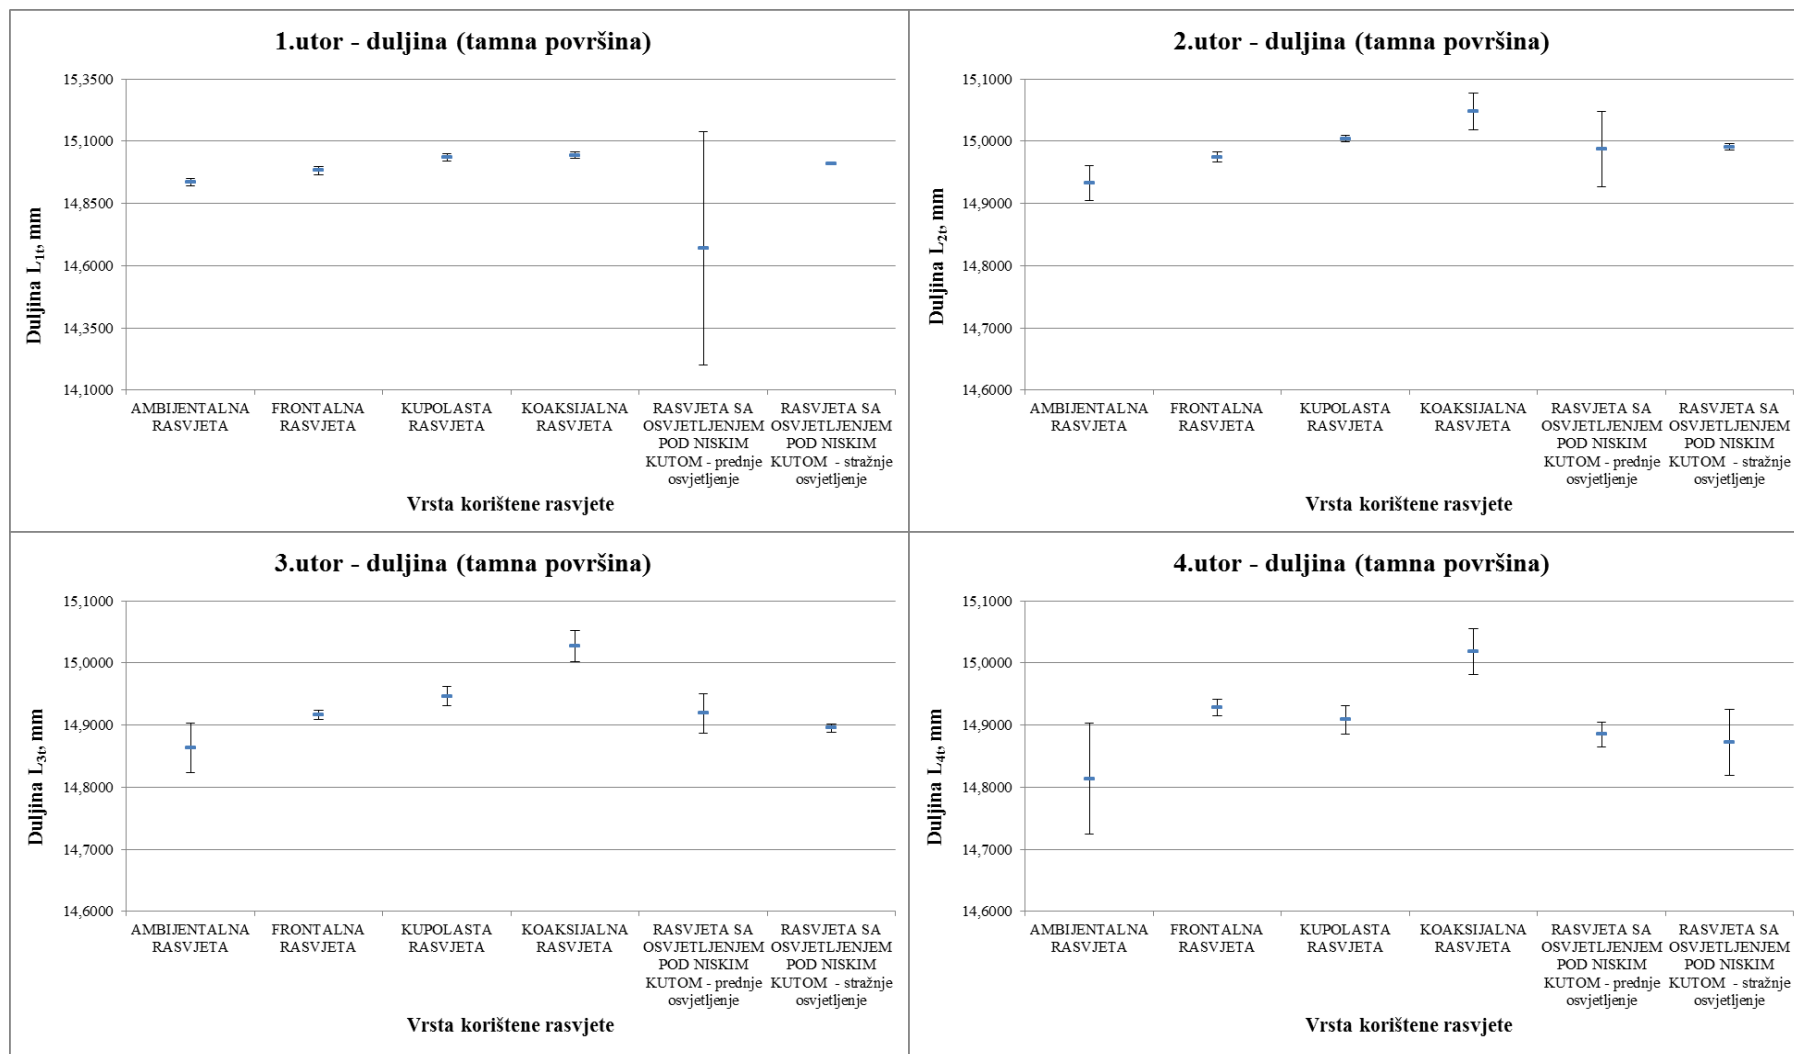 1.utor - duljina (tamna površina)
15,3500
15,1000
14,8500
14,6000
14,3500
14,1000
Duljina L1t, mm
AMBIJENTALNA
RASVJETA
FRONTALNA
RASVJETA
KUPOLASTA
RASVJETA
KOAKSIJALNA
RASVJETA
RASVJETA SA
OSVJETLJENJEM
POD NISKIM
KUTOM - prednje
osvjetljenje
RASVJETA SA
OSVJETLJENJEM
POD NISKIM
KUTOM - stražnje
osvjetljenje
Vrsta korištene rasvjete
2.utor - duljina (tamna površina)
15,1000
15,0000
14,9000
14,8000
14,7000
14,6000
Duljina L2t, mm
AMBIJENTALNA
RASVJETA
FRONTALNA
RASVJETA
KUPOLASTA
RASVJETA
KOAKSIJALNA
RASVJETA
RASVJETA SA
OSVJETLJENJEM
POD NISKIM
KUTOM - prednje
osvjetljenje
RASVJETA SA
OSVJETLJENJEM
POD NISKIM
KUTOM - stražnje
osvjetljenje
Vrsta korištene rasvjete
3.utor - duljina (tamna površina)
15,1000
15,0000
14,9000
14,8000
14,7000
14,6000
Duljina L3t, mm
AMBIJENTALNA
RASVJETA
FRONTALNA
RASVJETA
KUPOLASTA
RASVJETA
KOAKSIJALNA
RASVJETA
RASVJETA SA
OSVJETLJENJEM
POD NISKIM
KUTOM - prednje
osvjetljenje
RASVJETA SA
OSVJETLJENJEM
POD NISKIM
KUTOM - stražnje
osvjetljenje
Vrsta korištene rasvjete
4.utor - duljina (tamna površina)
15,1000
15,0000
14,9000
14,8000
14,7000
14,6000
Duljina L4t, mm
AMBIJENTALNA
RASVJETA
FRONTALNA
RASVJETA
KUPOLASTA
RASVJETA
KOAKSIJALNA
RASVJETA
RASVJETA SA
OSVJETLJENJEM
POD NISKIM
KUTOM - prednje
osvjetljenje
RASVJETA SA
OSVJETLJENJEM
POD NISKIM
KUTOM - stražnje
osvjetljenje
Vrsta korištene rasvjete